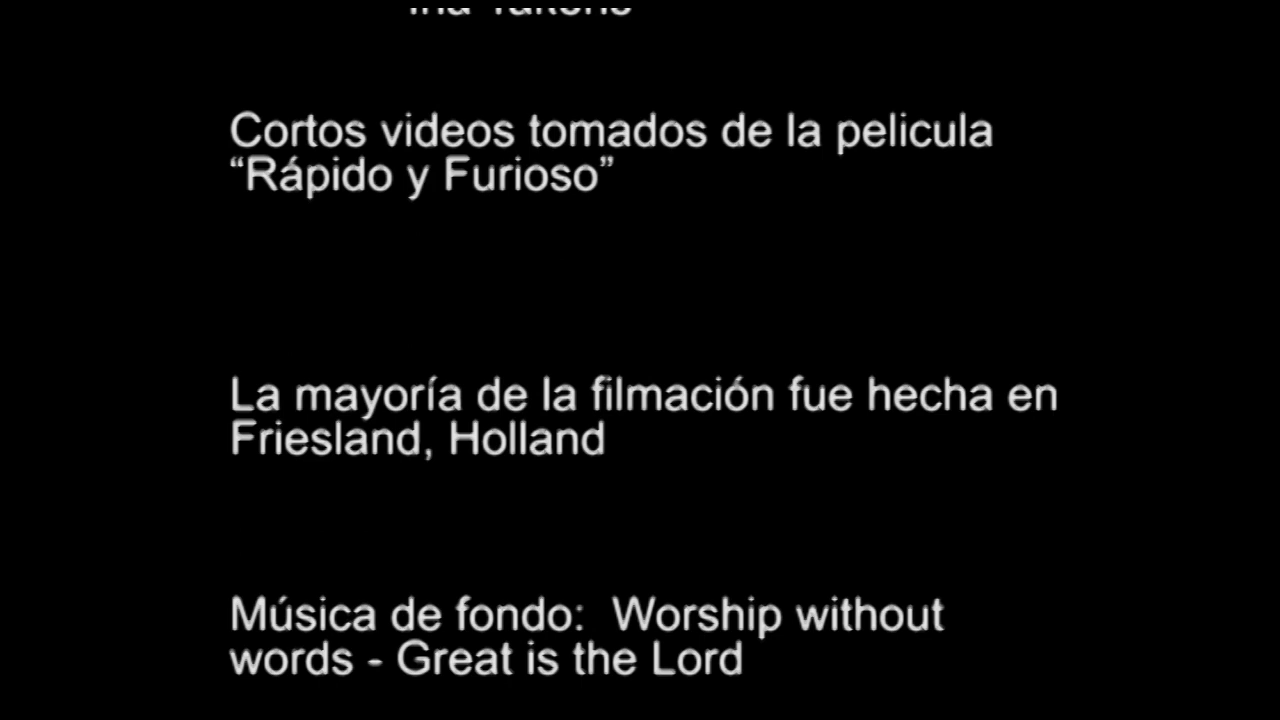 Cortos videos tomados de la pelicula
“Rápido y Furioso”
La mayoría de la filmación fue hecha en
Friesland, Holland
Música de fondo:  Worship without
words - Great is the Lord